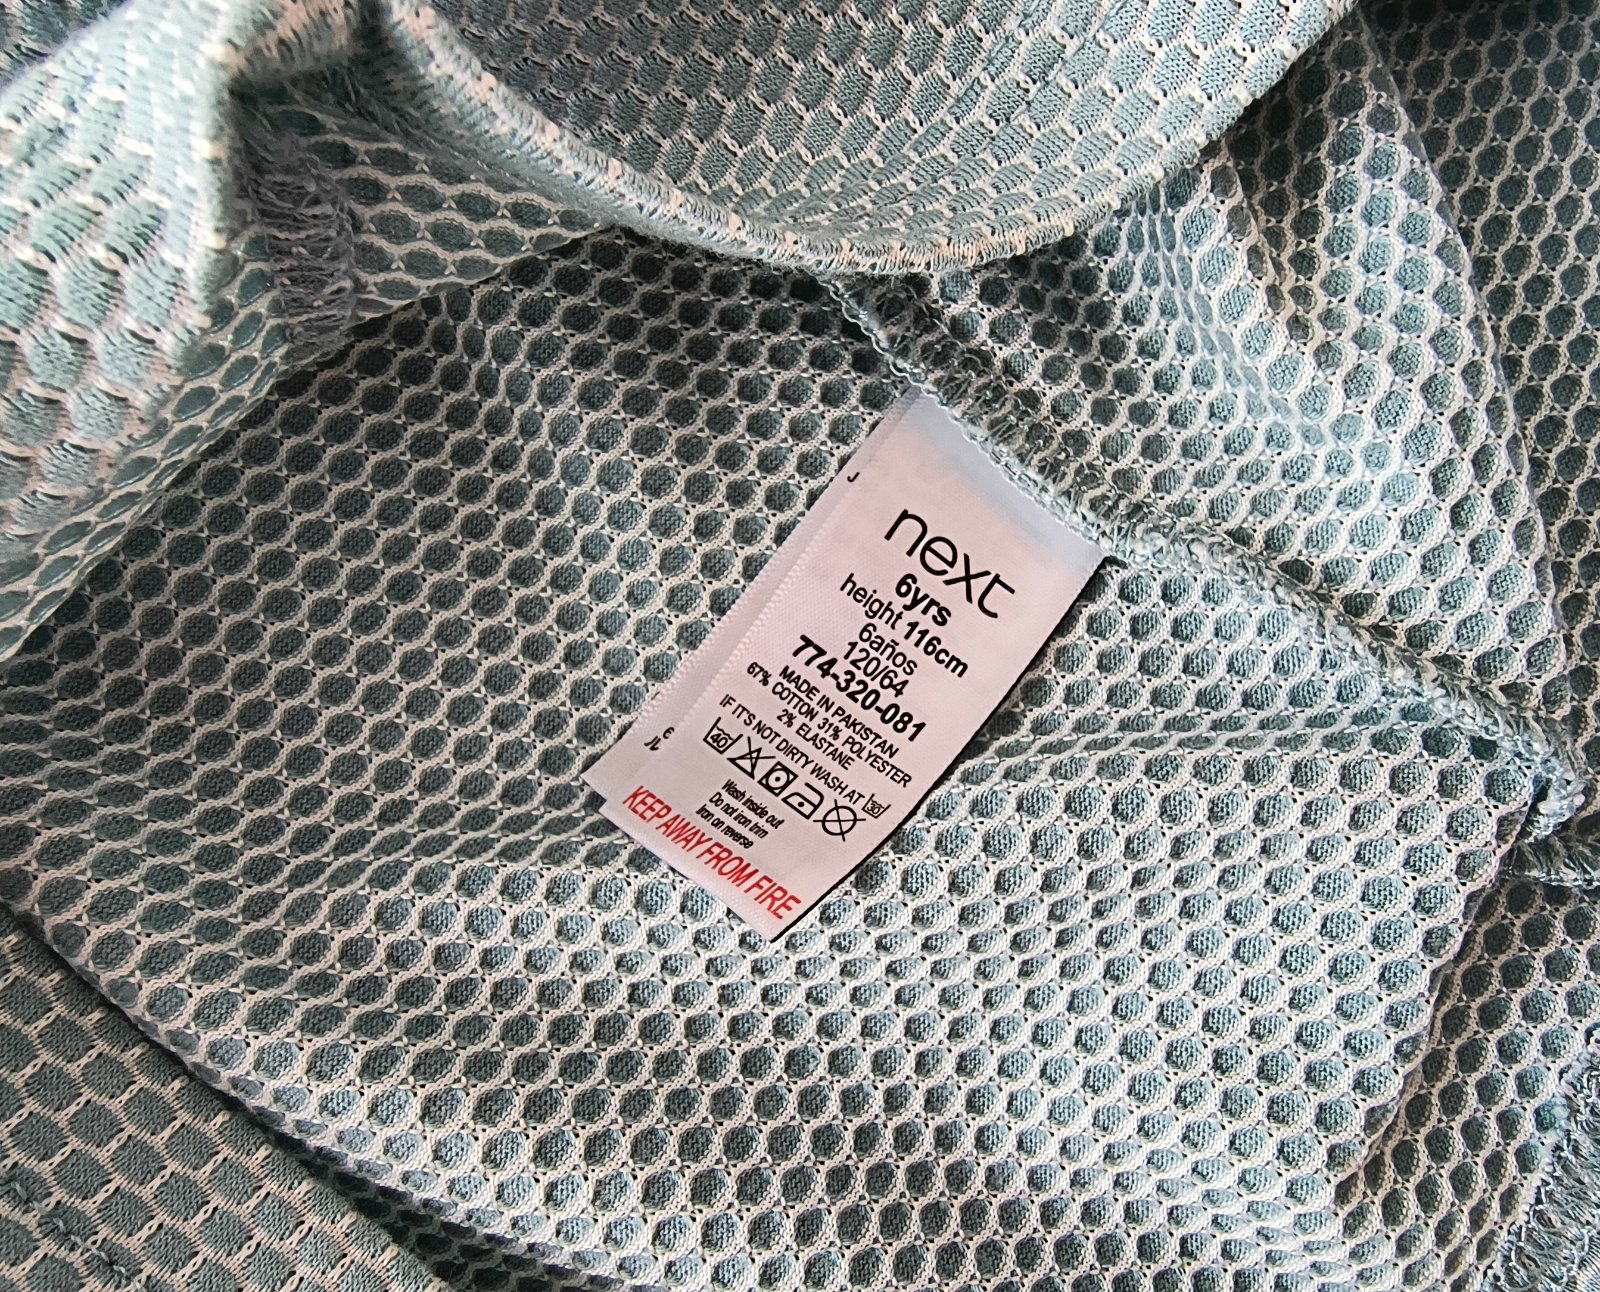 next
6yrs
height 116cm
6años
120/64
774-320-081
MADE IN PAKISTAN
67% COTTON 31% POLYESTER
2% ELASTANE
IF IT'S NOT DIRTY WASH AT 30
40
Wash inside out
Do not iron trim
Iron on reverse
KEEP AWAY FROM FIRE
J
6